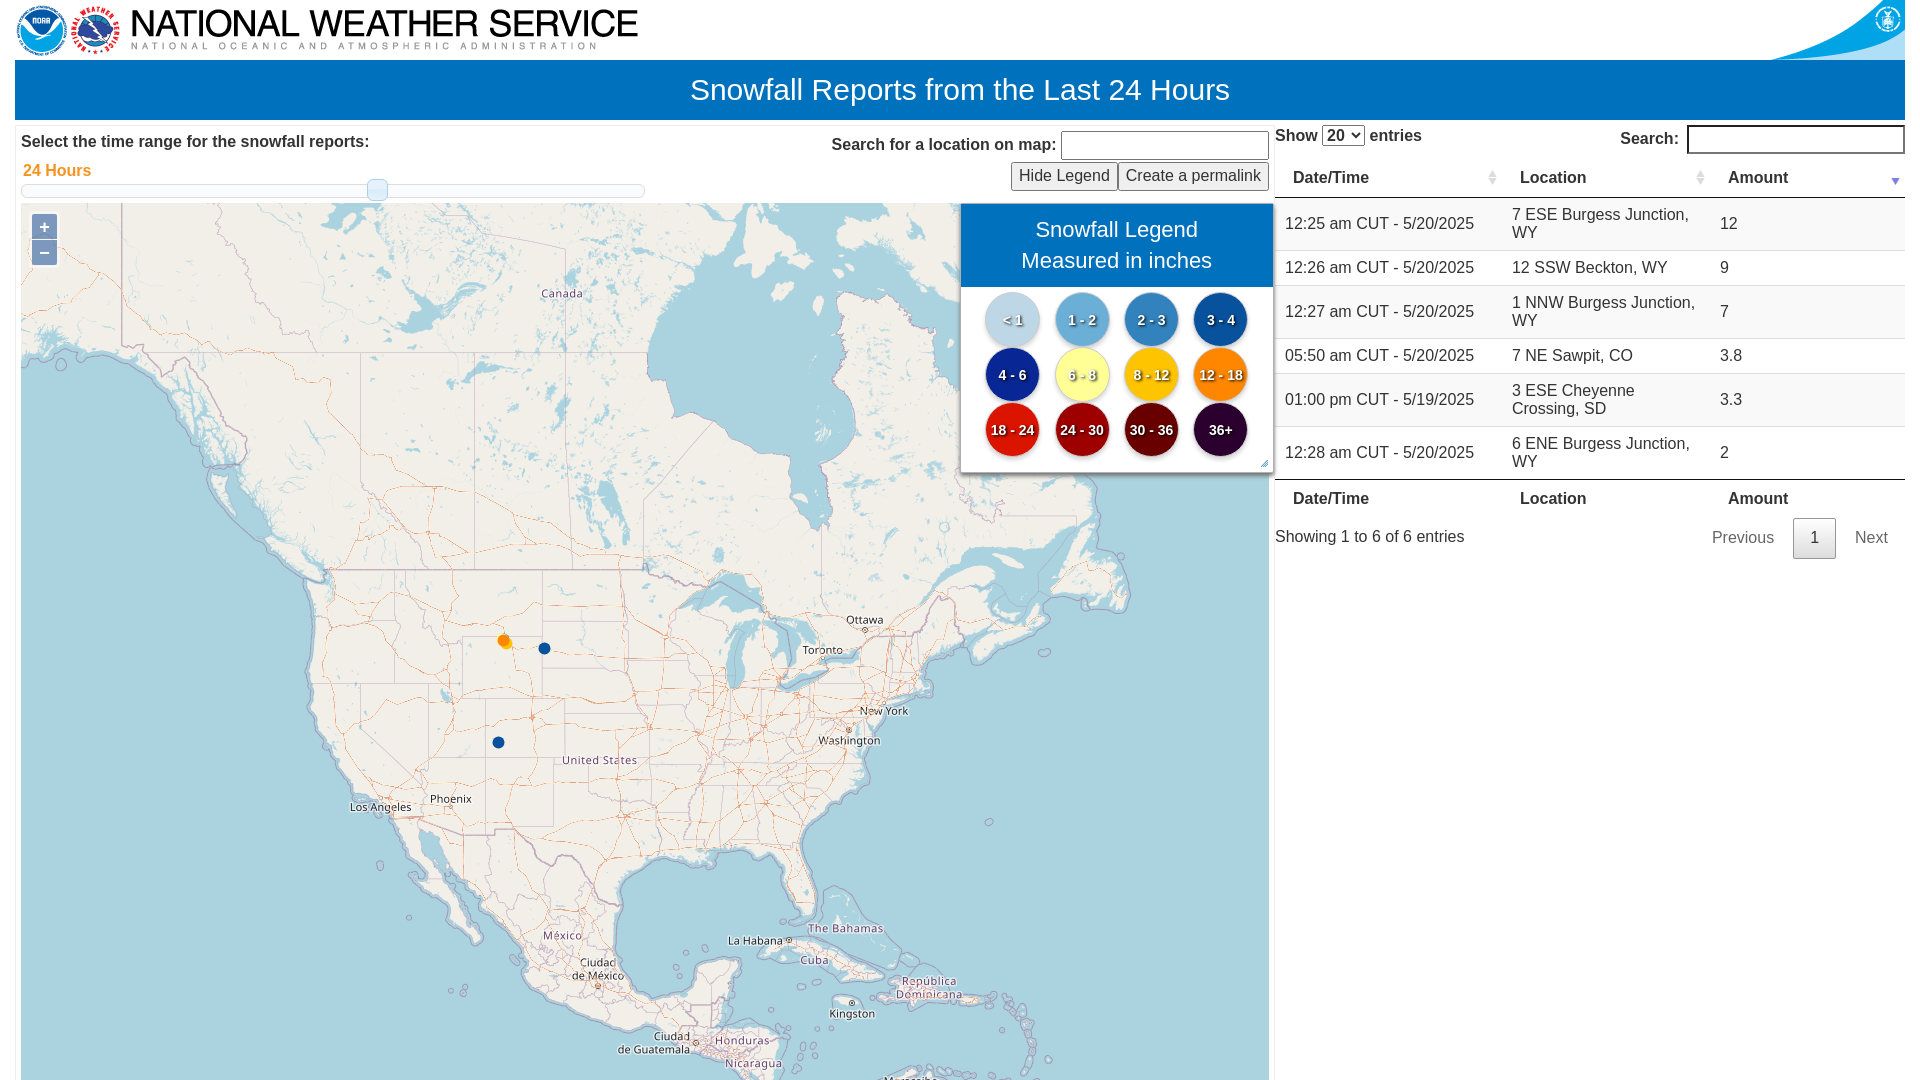 NATIONAL WEATHER SERVICE
NATIONAL OCEANIC AND ATMOSPHERIC ADMINISTRATION
NOAA
Snowfall Reports from the Last 24 Hours
Select the time range for the snowfall reports:
24 Hours
Search for a location on map:
Hide Legend
Create a permalink
+
−
Snowfall Legend
Measured in inches
< 1
1 - 2
2 - 3
3 - 4
4 - 6
6 - 8
8 - 12
12 - 18
18 - 24
24 - 30
30 - 36
36+
Canada
Ottawa
Toronto
New York
Washington
United States
Phoenix
Los Angeles
México
Ciudad
de México
La Habana
The Bahamas
Cuba
República
Dominicana
Kingston
Ciudad
de Guatemala
Honduras
Nicaragua
Show 20 entries
Search:
Date/Time Location Amount
12:25 am CUT - 5/20/2025 7 ESE Burgess Junction, WY 12
12:26 am CUT - 5/20/2025 12 SSW Beckton, WY 9
12:27 am CUT - 5/20/2025 1 NNW Burgess Junction, WY 7
05:50 am CUT - 5/20/2025 7 NE Sawpit, CO 3.8
01:00 pm CUT - 5/19/2025 3 ESE Cheyenne Crossing, SD 3.3
12:28 am CUT - 5/20/2025 6 ENE Burgess Junction, WY 2
Date/Time Location Amount
Showing 1 to 6 of 6 entries
Previous 1 Next